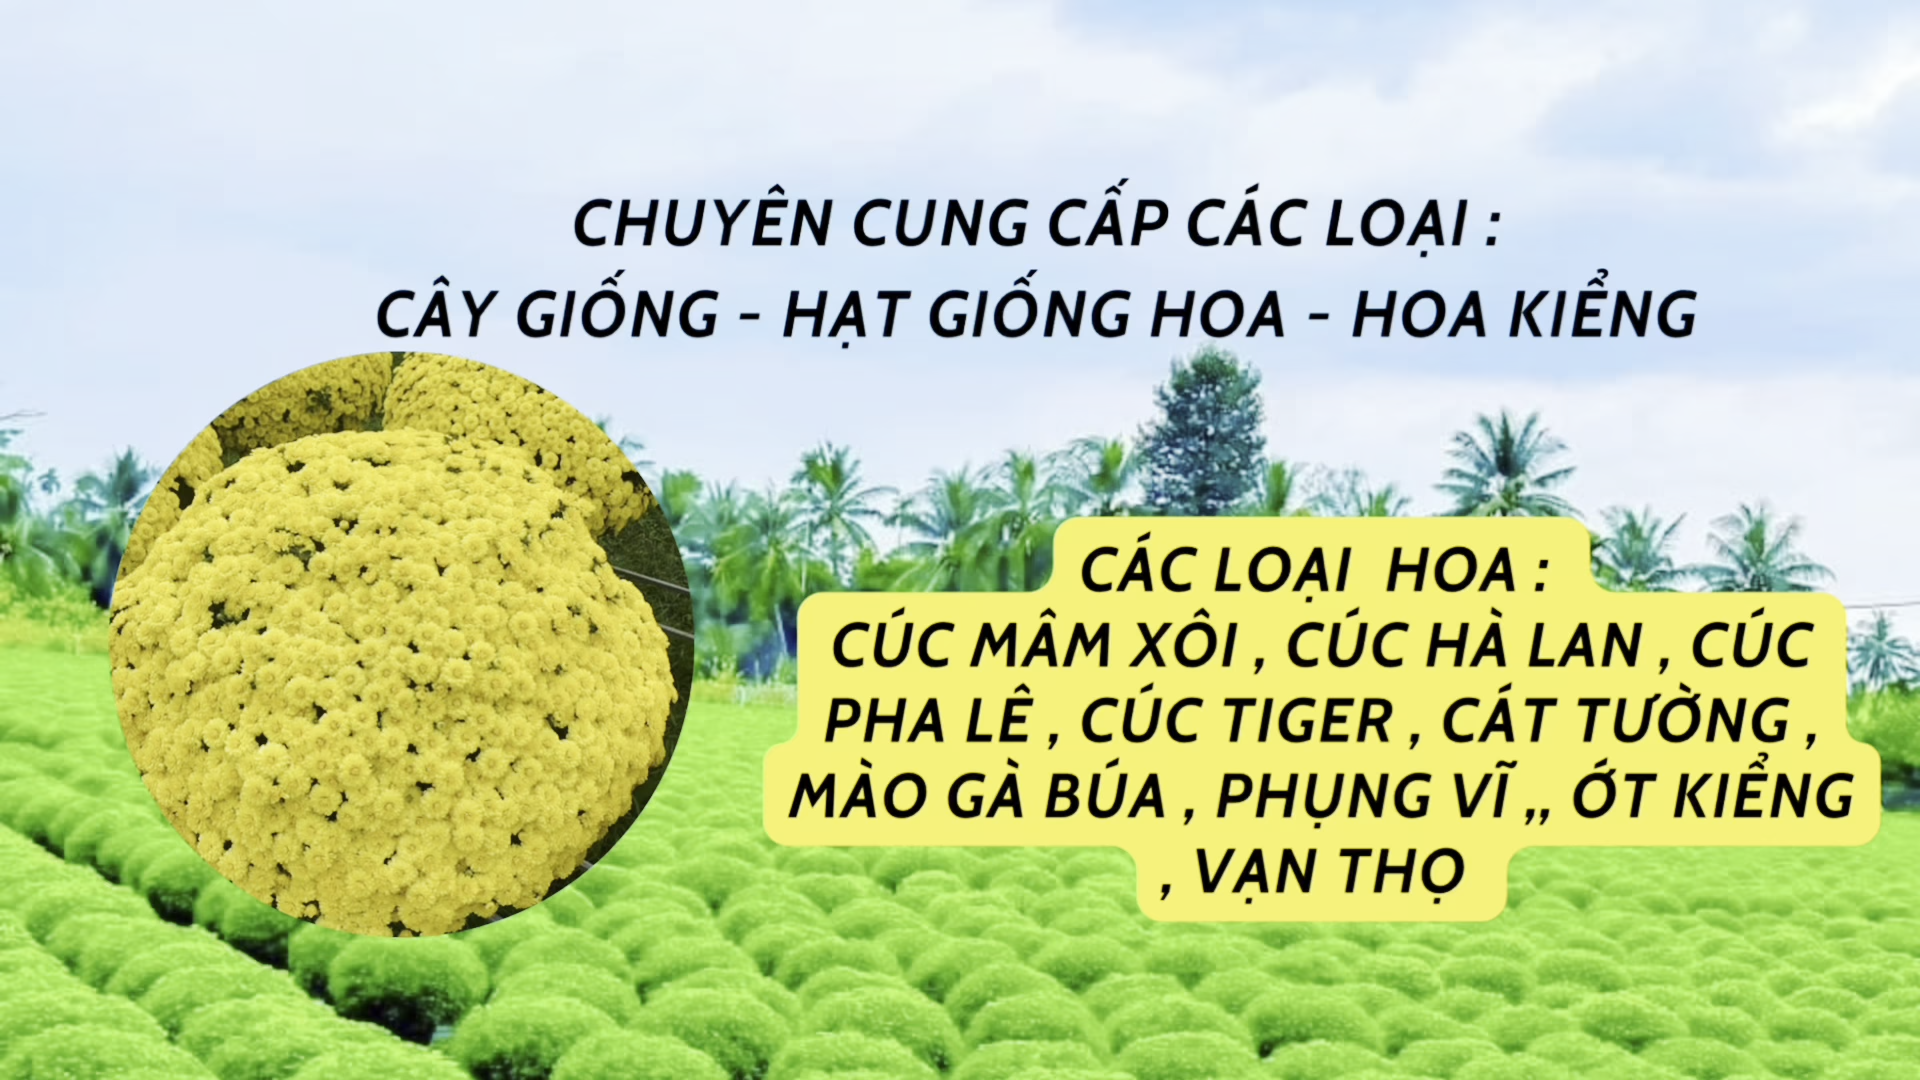 CHUYÊN CUNG CẤP CÁC LOẠI :
CÂY GIỐNG - HẠT GIỐNG HOA - HOA KIỂNG
CÁC LOẠI  HOA :
CÚC MÂM XÔI , CÚC HÀ LAN , CÚC
PHA LÊ , CÚC TIGER , CÁT TƯỜNG ,
MÀO GÀ BÚA , PHỤNG VĨ ,, ỚT KIỂNG
, VẠN THỌ